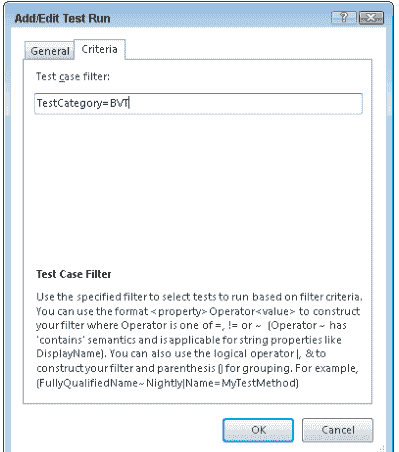 Add/Edit Test Run
General
Criteria
Test case filter:
TestCategory=BVT
Test Case Filter
Use the specified filter to select tests to run based on filter criteria.
You can use the format <property>Operator<value> to construct
your filter where Operator is one of =, != or ~ (Operator ~ has
'contains' semantics and is applicable for string properties like
DisplayName). You can also use the logical operator |, & to
construct your filter and parenthesis () for grouping. For example,
(FullyQualifiedName~Nightly|Name=MyTestMethod)
OK
Cancel